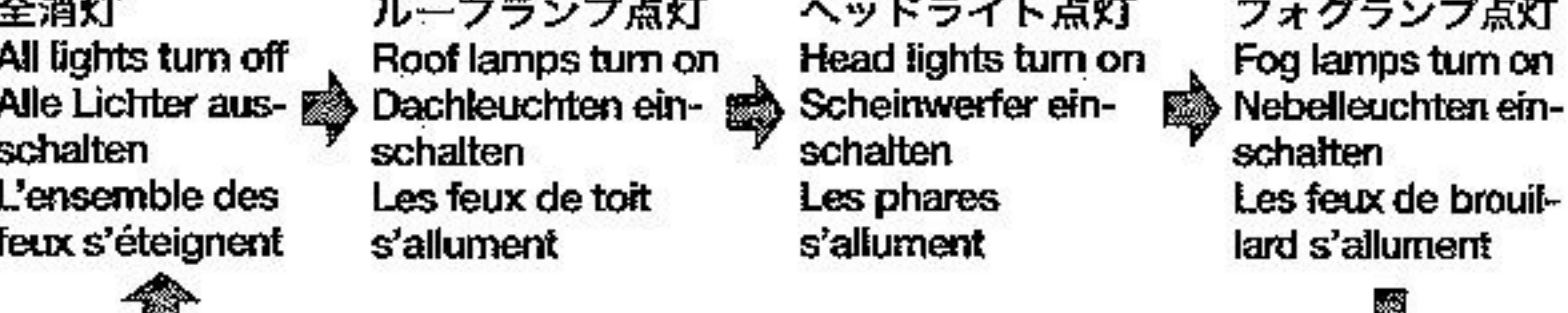 全消灯
All lights turn off
Alle Lichter aus-
schalten
L'ensemble des
feux s'éteignent
ルーフランプ点灯
Roof lamps turn on
Dachleuchten ein-
schalten
Les feux de toit
s'allument
ヘッドライト点灯
Head lights turn on
Scheinwerfer ein-
schalten
Les phares
s'allument
フォグランプ点灯
Fog lamps turn on
Nebelleuchten ein-
schalten
Les feux de brouil-
lard s'allument